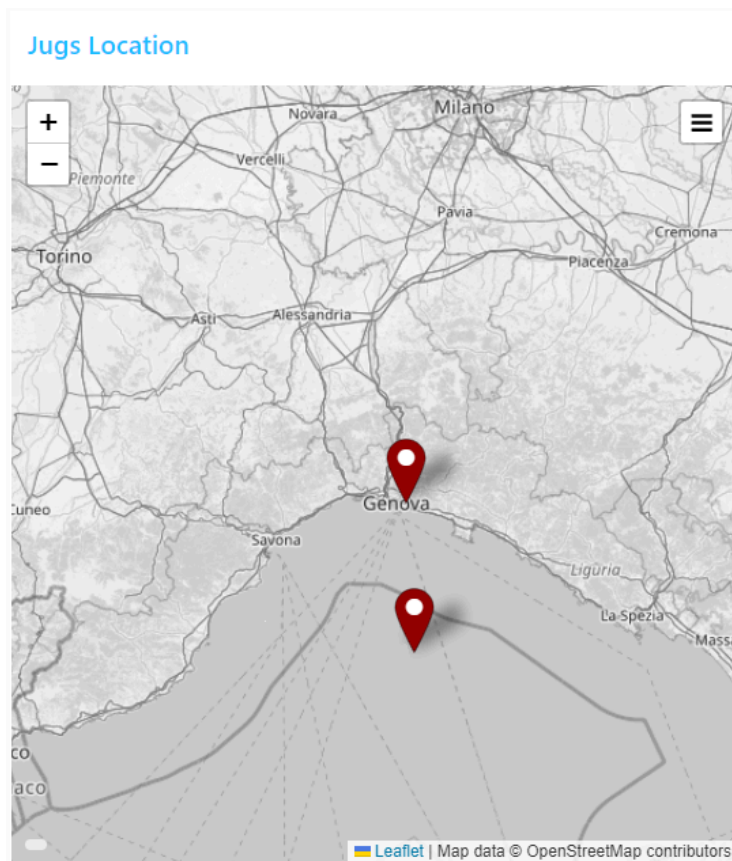 Jugs Location
+
−
Novara
Milano
Vercelli
Piemonte
Pavia
Cremona
Torino
Piacenza
Asti
Alessandria
Genova
Cuneo
Savona
Liguria
La Spezia
Massa
co
aco
Leaflet | Map data © OpenStreetMap contributors